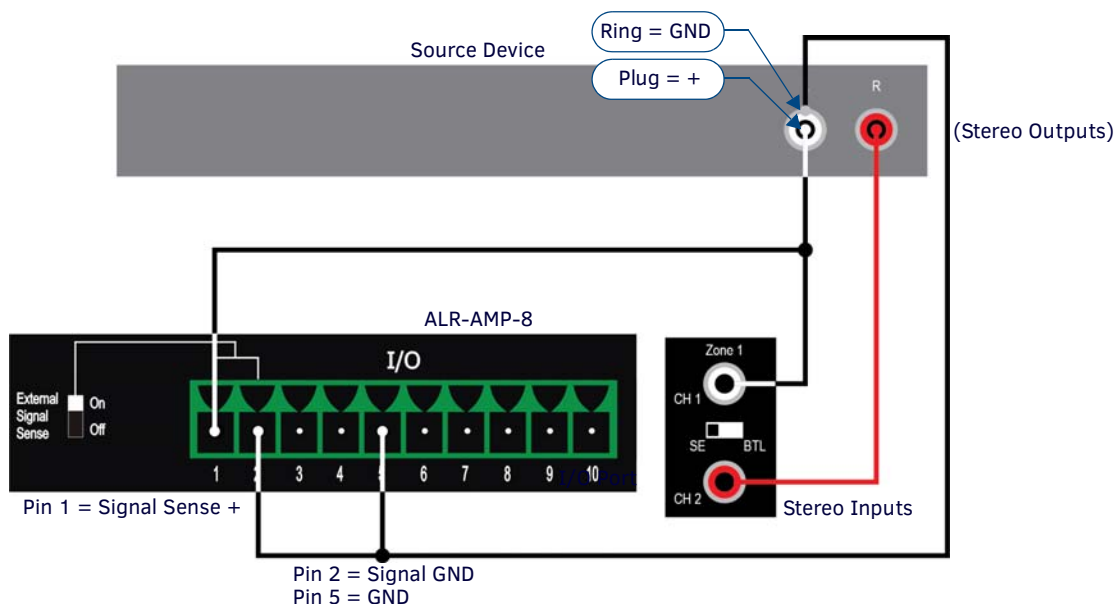 Ring = GND
Source Device
Plug = +
R
(Stereo Outputs)
ALR-AMP-8
I/O
External
Signal
Sense
On
Off
1 2 3 4 5 6 7 8 9 10
I/O Port
Zone 1
CH 1
SE BTL
CH 2
Pin 1 = Signal Sense +
Stereo Inputs
Pin 2 = Signal GND
Pin 5 = GND